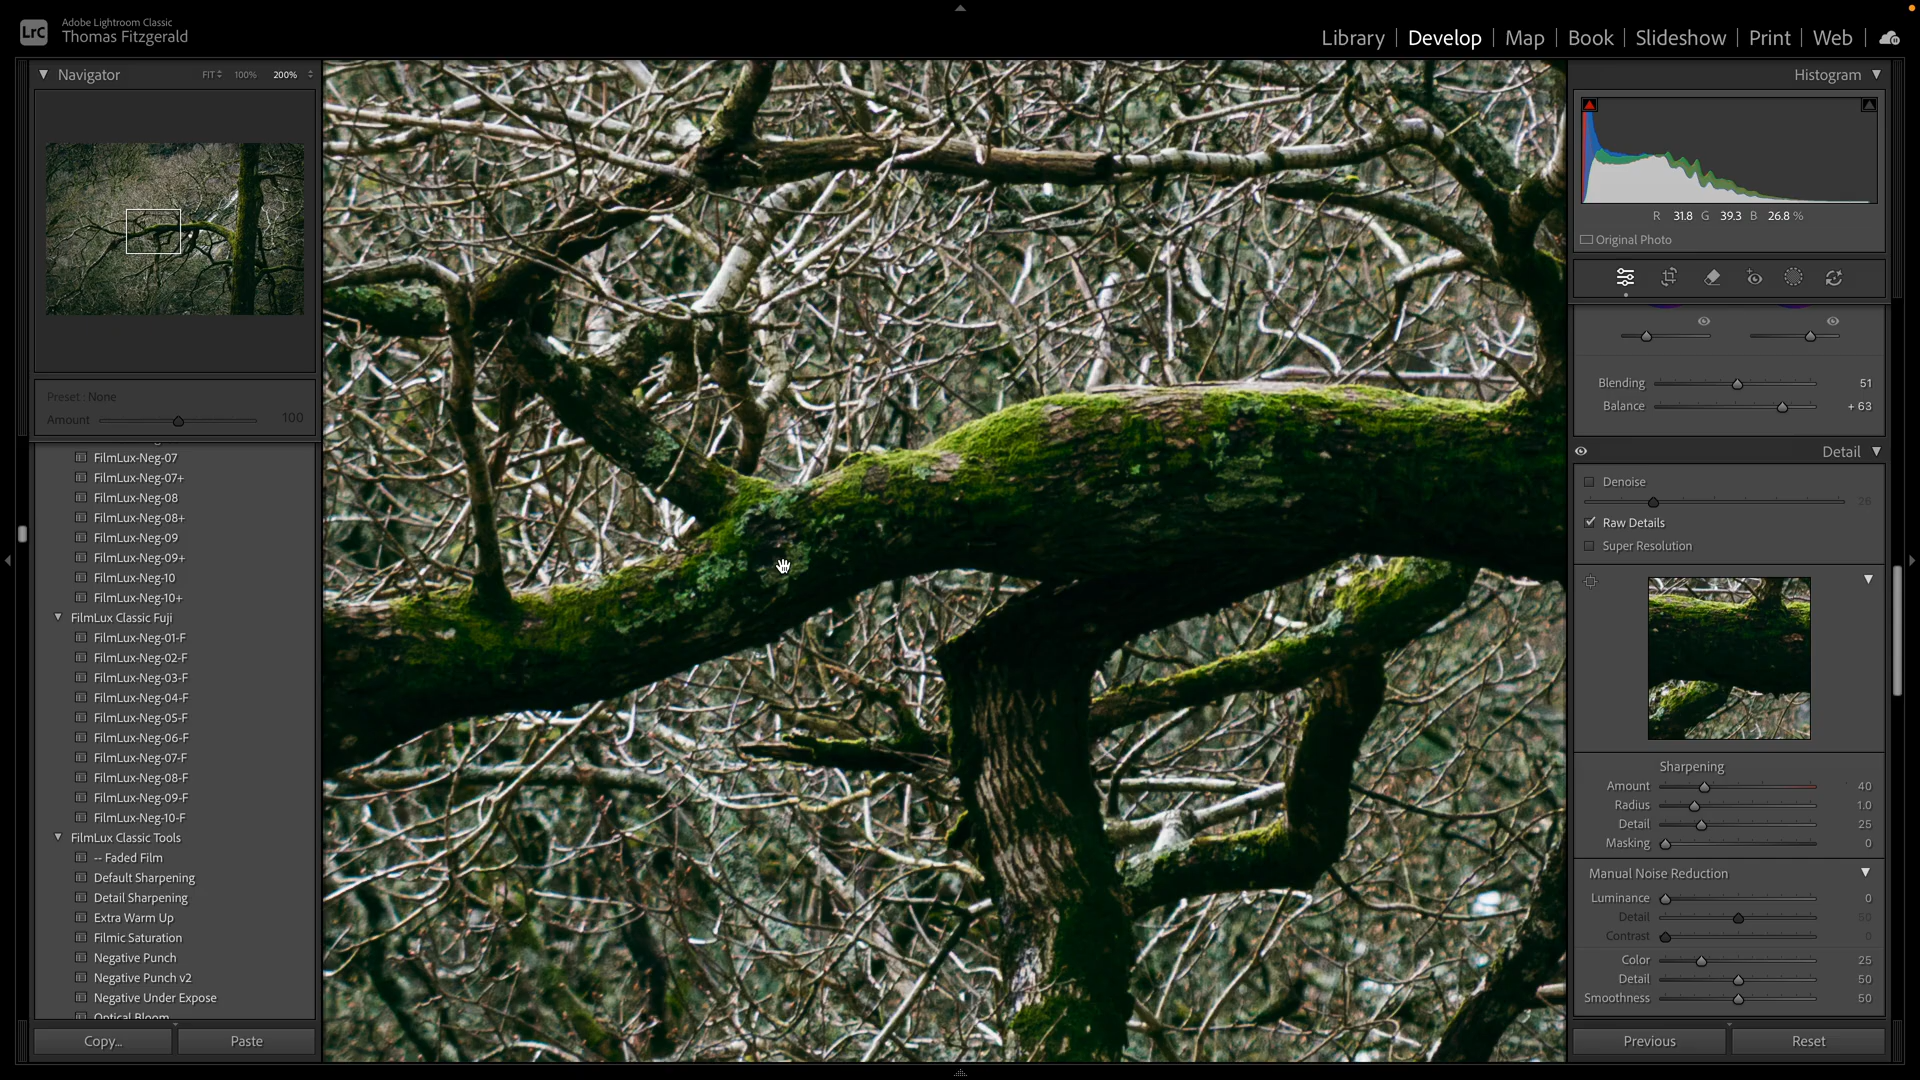 LrC
Adobe Lightroom Classic
Thomas Fitzgerald
Library
Develop
Map
Book
Slideshow
Print
Web
Navigator
FIT
100%
200%
Preset : None
Amount
100
FilmLux-Neg-07
FilmLux-Neg-07+
FilmLux-Neg-08
FilmLux-Neg-08+
FilmLux-Neg-09
FilmLux-Neg-09+
FilmLux-Neg-10
FilmLux-Neg-10+
FilmLux Classic Fuji
FilmLux-Neg-01-F
FilmLux-Neg-02-F
FilmLux-Neg-03-F
FilmLux-Neg-04-F
FilmLux-Neg-05-F
FilmLux-Neg-06-F
FilmLux-Neg-07-F
FilmLux-Neg-08-F
FilmLux-Neg-09-F
FilmLux-Neg-10-F
FilmLux Classic Tools
-- Faded Film
Default Sharpening
Detail Sharpening
Extra Warm Up
Filmic Saturation
Negative Punch
Negative Punch v2
Negative Under Expose
Optical Bloom
Copy...
Paste
Histogram
R 31.8 G 39.3 B 26.8 %
Original Photo
Blending 51
Balance + 63
Detail
Denoise
26
Raw Details
Super Resolution
Sharpening
Amount 40
Radius 1.0
Detail 25
Masking 0
Manual Noise Reduction
Luminance 0
Detail 50
Contrast 0
Color 25
Detail 50
Smoothness 50
Previous
Reset